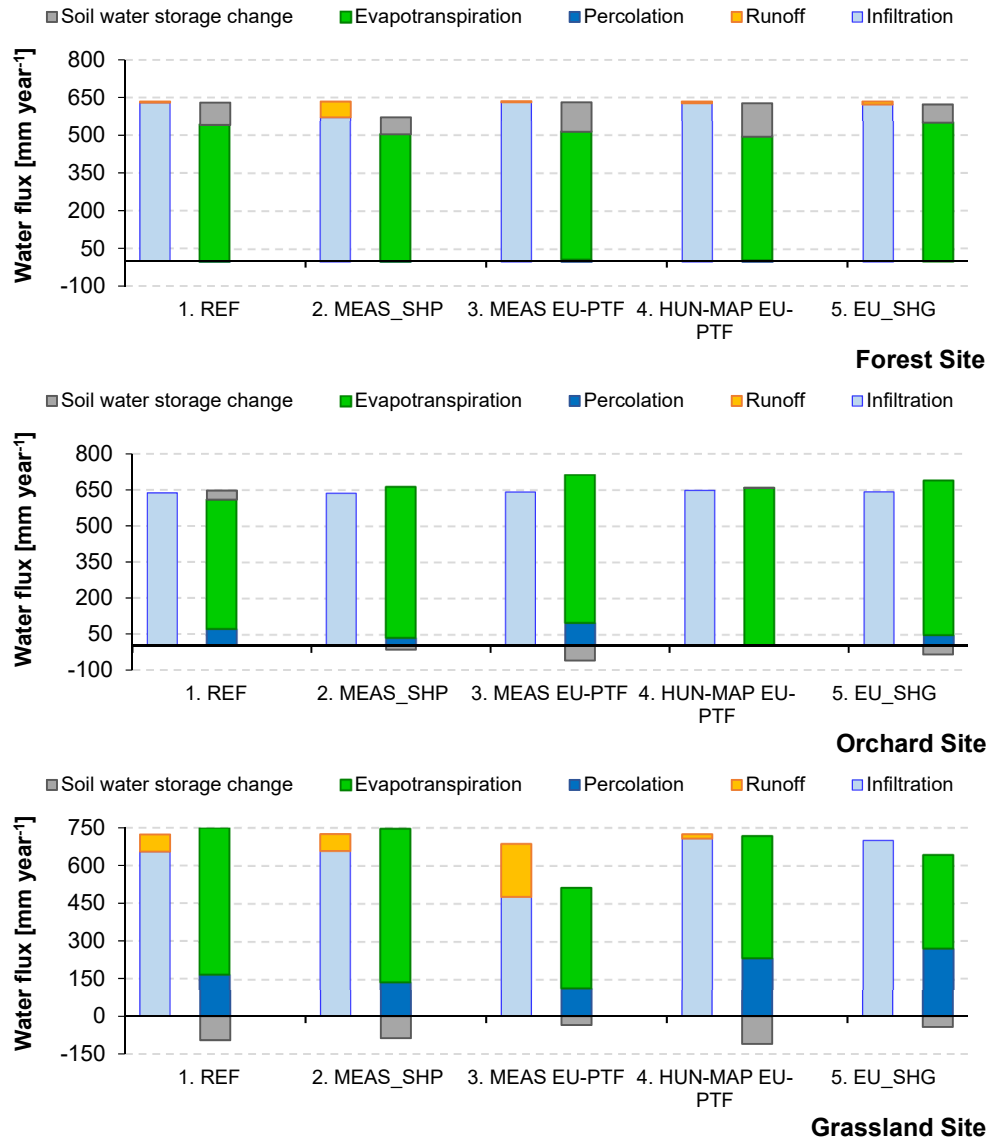 Soil water storage change Evapotranspiration Percolation Runoff Infiltration
Water flux [mm year-1]
800
650
500
350
200
50
-100
1. REF 2. MEAS_SHP 3. MEAS EU-PTF 4. HUN-MAP EU-
PTF 5. EU_SHG
Forest Site
Soil water storage change Evapotranspiration Percolation Runoff Infiltration
Water flux [mm year-1]
800
650
500
350
200
50
-100
1. REF 2. MEAS_SHP 3. MEAS EU-PTF 4. HUN-MAP EU-
PTF 5. EU_SHG
Orchard Site
Soil water storage change Evapotranspiration Percolation Runoff Infiltration
Water flux [mm year-1]
750
600
450
300
150
0
-150
1. REF 2. MEAS_SHP 3. MEAS EU-PTF 4. HUN-MAP EU-
PTF 5. EU_SHG
Grassland Site